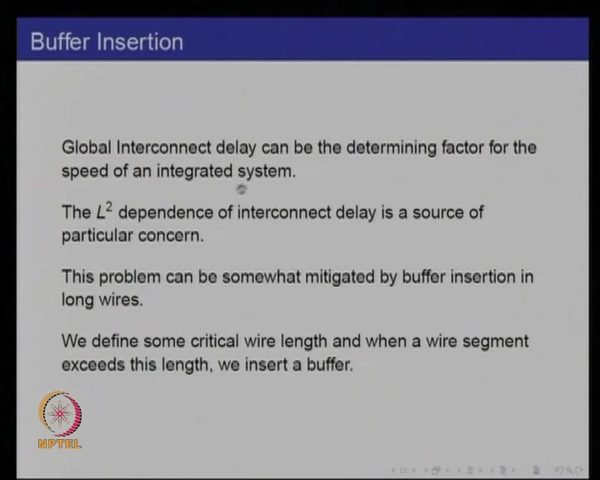 Buffer Insertion
Global Interconnect delay can be the determining factor for the
speed of an integrated system.
The L² dependence of interconnect delay is a source of
particular concern.
This problem can be somewhat mitigated by buffer insertion in
long wires.
We define some critical wire length and when a wire segment
exceeds this length, we insert a buffer.
NPTEL